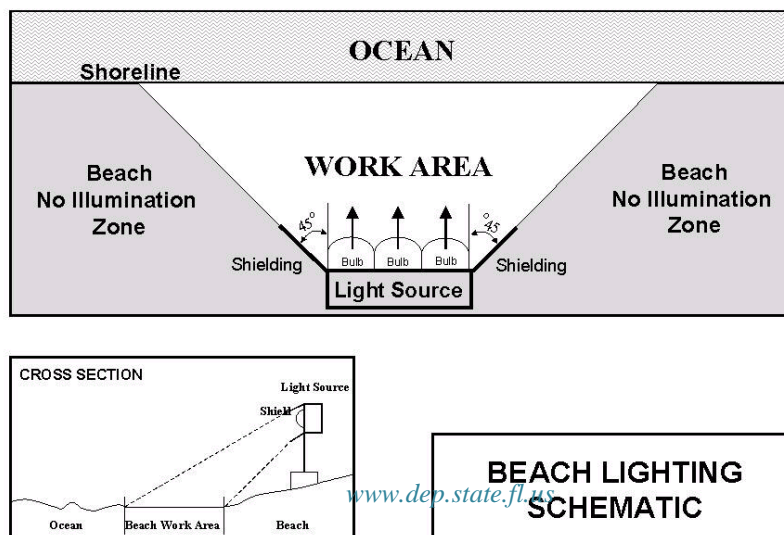 OCEAN
Shoreline
Beach
No Illumination
Zone
WORK AREA
Beach
No Illumination
Zone
45°
°45
Shielding
Bulb
Bulb
Bulb
Shielding
Light Source
CROSS SECTION
Light Source
Shield
Ocean
Beach Work Area
Beach
www.dep.state.fl.us
BEACH LIGHTING
SCHEMATIC